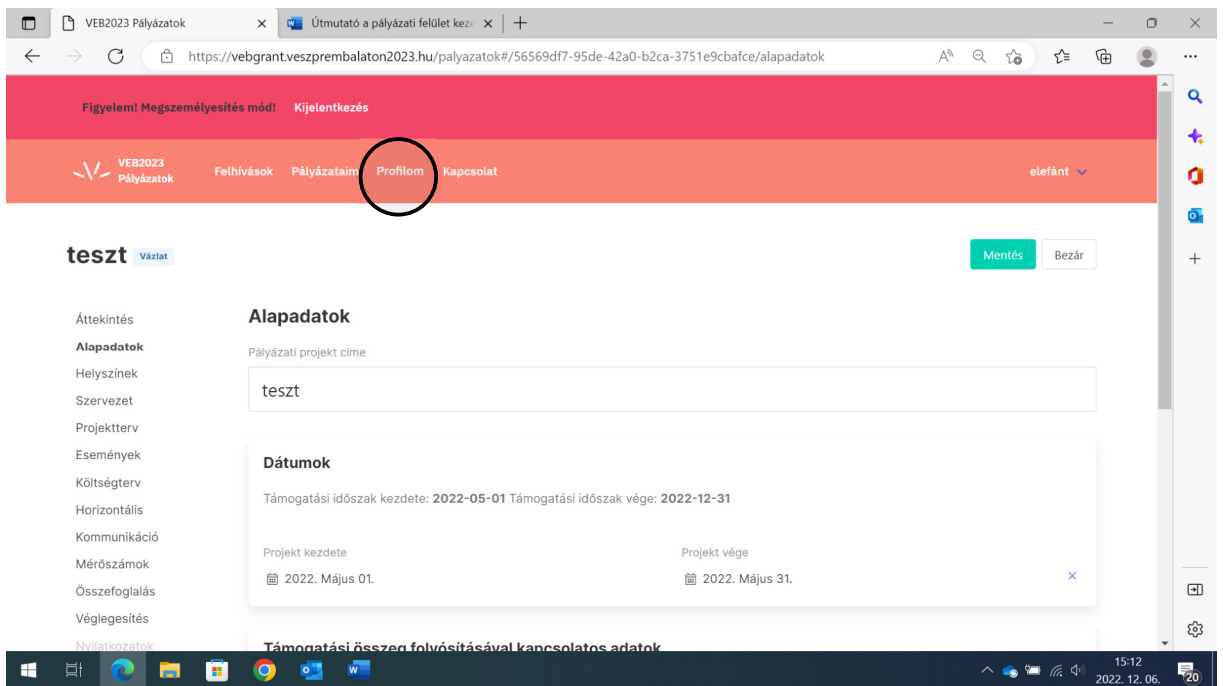 VEB2023 Pályázatok
Útmutató a pályázati felület keze
https://vebgrant.veszprembalaton2023.hu/palyazatok#/56569df7-95de-42a0-b2ca-3751e9cbafce/alapadatok
Figyelem! Megszemélyesítés mód! Kijelentkezés
VEB2023
Pályázatok
Felhívások Pályázataim Profilom Kapcsolat
elefánt
teszt Vázlat
Mentés Bezár
Áttekintés
Alapadatok
Helyszínek
Szervezet
Projektterv
Események
Költségterv
Horizontális
Kommunikáció
Mérőszámok
Összefoglalás
Véglegesítés
Nyilatkozatok
Alapadatok
Pályázati projekt címe
teszt
Dátumok
Támogatási időszak kezdete: 2022-05-01 Támogatási időszak vége: 2022-12-31
Projekt kezdete Projekt vége
2022. Május 01. 2022. Május 31.
Támogatási összeg folyósításával kapcsolatos adatok
15:12
2022. 12. 06.
20